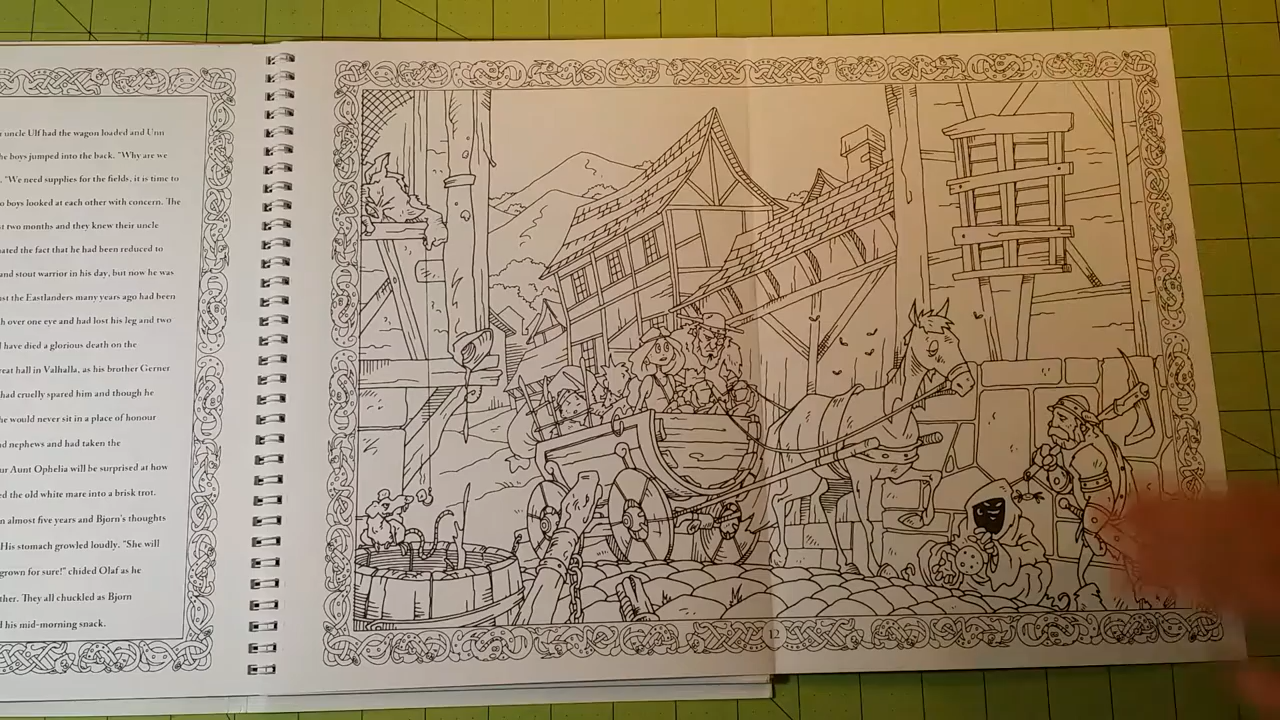 uncle Ulf had the wagon loaded and Unn
he boys jumped into the back. "Why are we
. "We need supplies for the fields, it is time to
o boys looked at each other with concern. The
st two months and they knew their uncle
ated the fact that he had been reduced to
and stout warrior in his day, but now he was
st the Eastlanders many years ago had been
h over one eye and had lost his leg and two
have died a glorious death on the
reat hall in Valhalla, as his brother Gerner
had cruelly spared him and though he
he would never sit in a place of honour
d nephews and had taken the
ur Aunt Ophelia will be surprised at how
ed the old white mare into a brisk trot.
n almost five years and Bjorn's thoughts
His stomach growled loudly. "She will
grown for sure!" chided Olaf as he
ther. They all chuckled as Bjorn
d his mid-morning snack.
12